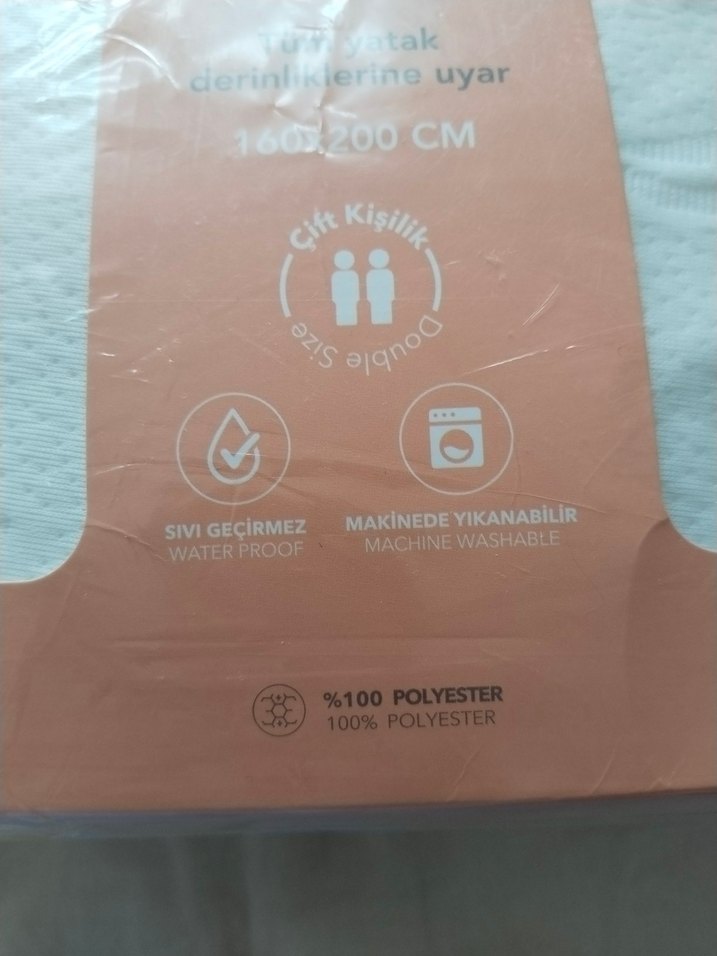 Tüm yatak
derinliklerine uyar
160x200 CM
Çift Kişilik
Double Size
SIVI GEÇİRMEZ
WATER PROOF
MAKİNEDE YIKANABİLİR
MACHINE WASHABLE
%100 POLYESTER
100% POLYESTER